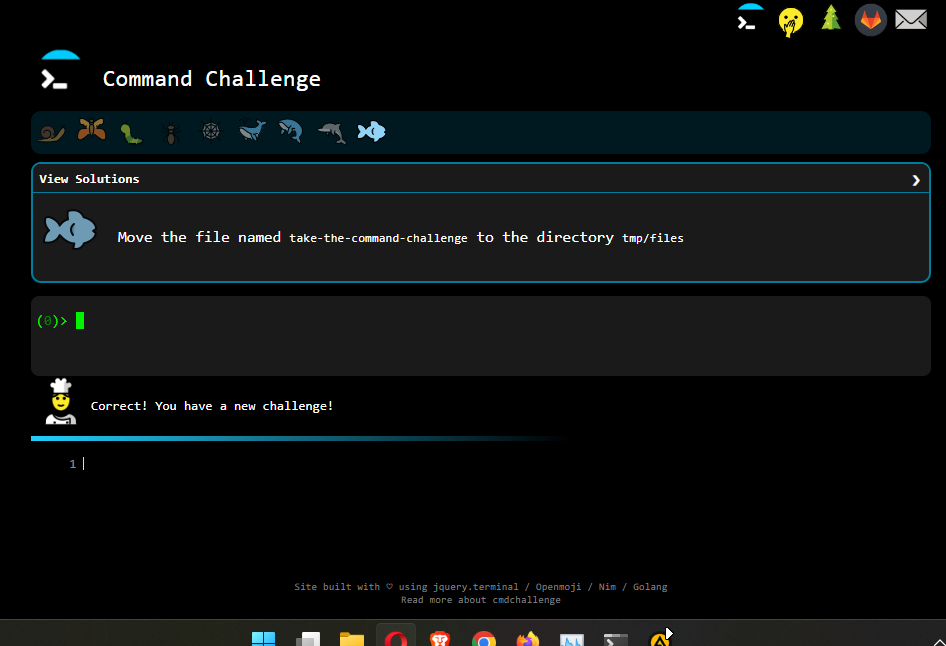 Command Challenge
View Solutions
Move the file named take-the-command-challenge to the directory tmp/files
(0)>
Correct! You have a new challenge!
1
Site built with ♡ using jquery.terminal / Openmoji / Nim / Golang
Read more about cmdchallenge